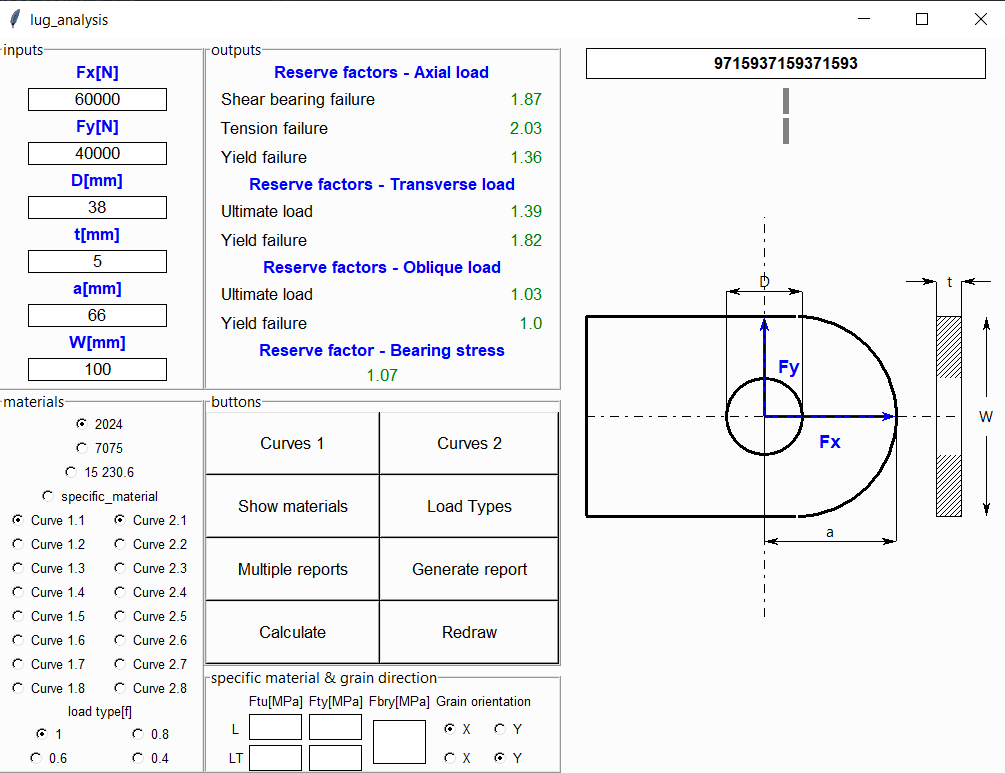 lug_analysis
inputs
Fx[N]
60000
Fy[N]
40000
D[mm]
38
t[mm]
5
a[mm]
66
W[mm]
100
outputs
Reserve factors - Axial load
Shear bearing failure 1.87
Tension failure 2.03
Yield failure 1.36
Reserve factors - Transverse load
Ultimate load 1.39
Yield failure 1.82
Reserve factors - Oblique load
Ultimate load 1.03
Yield failure 1.0
Reserve factor - Bearing stress
1.07
materials
2024
7075
15 230.6
specific_material
Curve 1.1 Curve 2.1
Curve 1.2 Curve 2.2
Curve 1.3 Curve 2.3
Curve 1.4 Curve 2.4
Curve 1.5 Curve 2.5
Curve 1.6 Curve 2.6
Curve 1.7 Curve 2.7
Curve 1.8 Curve 2.8
load type[f]
1 0.8
0.6 0.4
buttons
Curves 1 Curves 2
Show materials Load Types
Multiple reports Generate report
Calculate Redraw
specific material & grain direction
Ftu[MPa] Fty[MPa] Fbry[MPa] Grain orientation
L X Y
LT X Y
9715937159371593
D
t
Fy
W
Fx
a